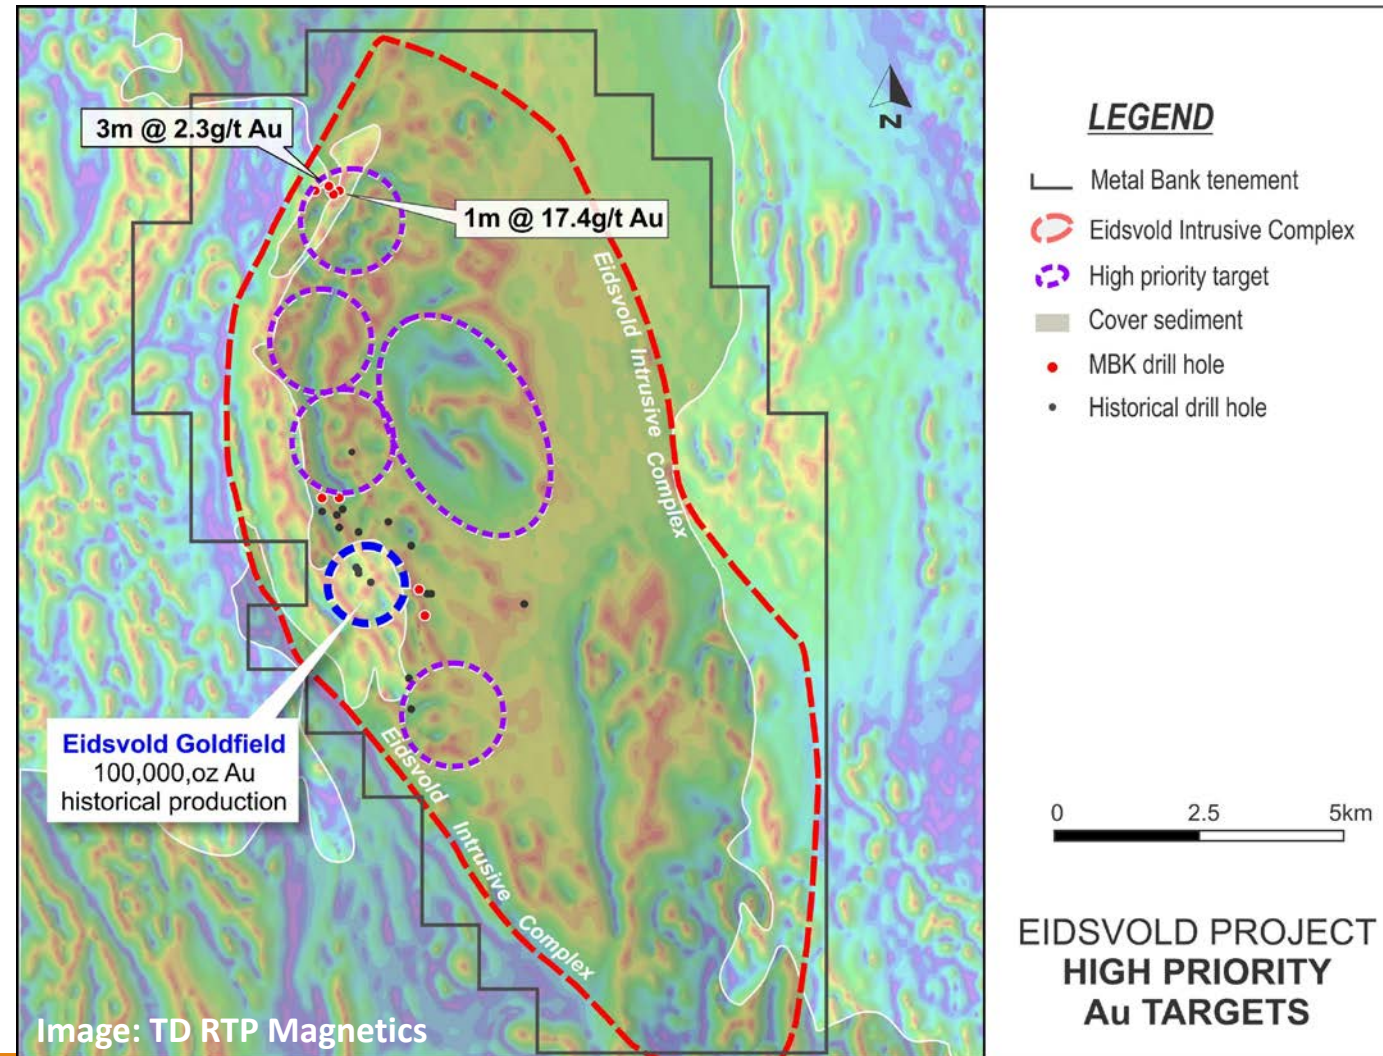 3m @ 2.3g/t Au
1m @ 17.4g/t Au
Eidsvold Intrusive Complex
Eidsvold Goldfield
100,000,oz Au
historical production
Eidsvold Intrusive Complex
Image: TD RTP Magnetics
N
LEGEND
Metal Bank tenement
Eidsvold Intrusive Complex
High priority target
Cover sediment
MBK drill hole
Historical drill hole
0 2.5 5km
EIDSVOLD PROJECT
HIGH PRIORITY
Au TARGETS